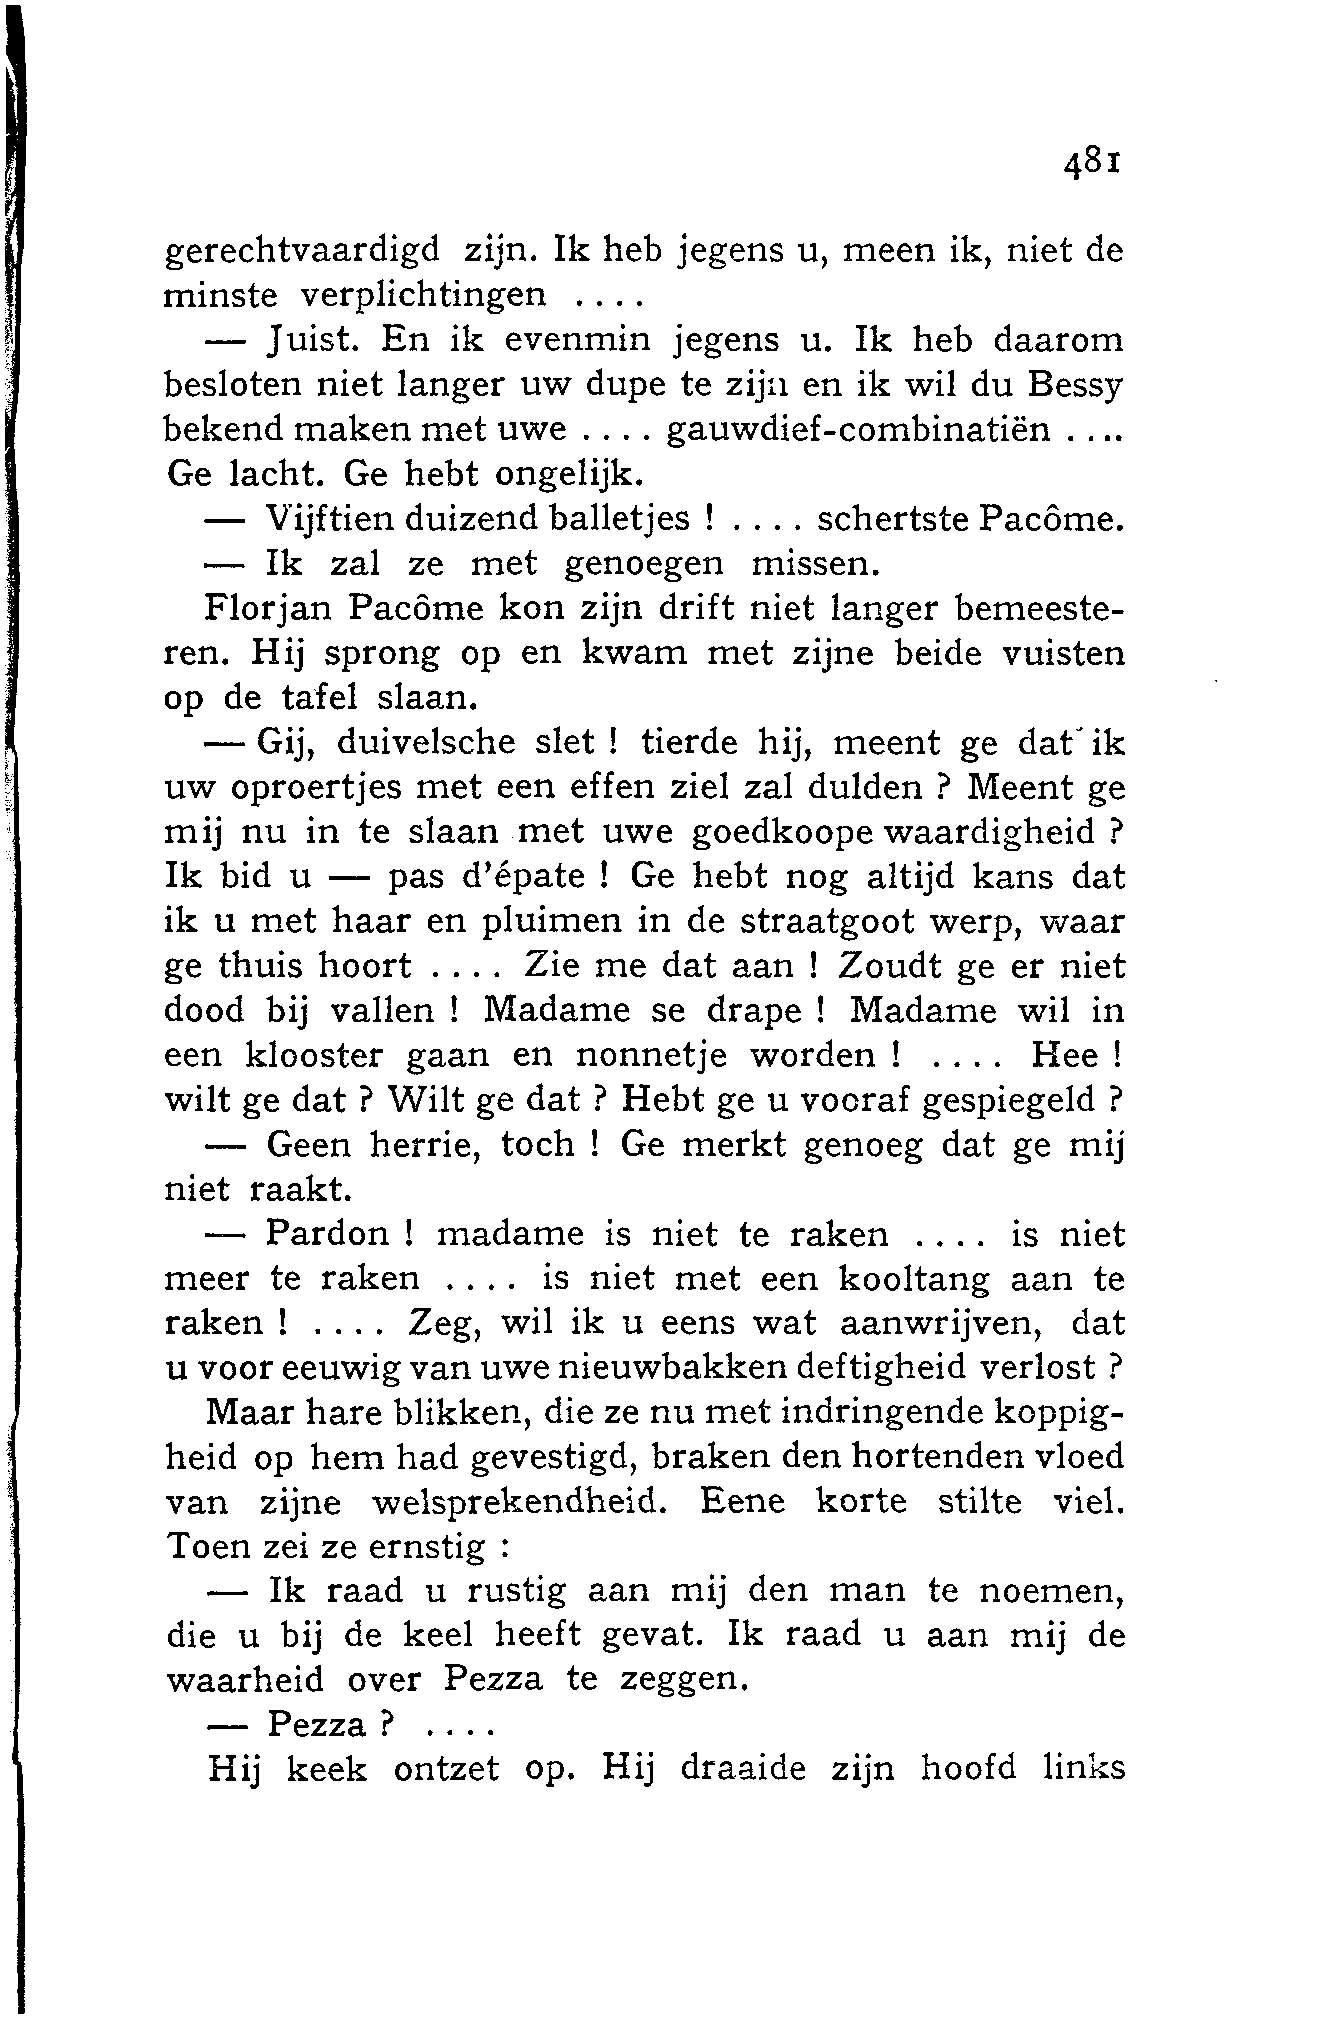 481
gerechtvaardigd zijn. Ik heb jegens u, meen ik, niet de
minste verplichtingen ....
— Juist. En ik evenmin jegens u. Ik heb daarom
besloten niet langer uw dupe te zijn en ik wil du Bessy
bekend maken met uwe .... gauwdief-combinatiën ....
Ge lacht. Ge hebt ongelijk.
— Vijftien duizend balletjes ! .... schertste Pacôme.
— Ik zal ze met genoegen missen.
Florjan Pacôme kon zijn drift niet langer bemeeste-
ren. Hij sprong op en kwam met zijne beide vuisten
op de tafel slaan.
— Gij, duivelsche slet ! tierde hij, meent ge dat ik
uw oproertjes met een effen ziel zal dulden ? Meent ge
mij nu in te slaan met uwe goedkoope waardigheid ?
Ik bid u — pas d'épate ! Ge hebt nog altijd kans dat
ik u met haar en pluimen in de straatgoot werp, waar
ge thuis hoort .... Zie me dat aan ! Zoudt ge er niet
dood bij vallen ! Madame se drape ! Madame wil in
een klooster gaan en nonnetje worden ! .... Hee !
wilt ge dat ? Wilt ge dat ? Hebt ge u vooraf gespiegeld ?
— Geen herrie, toch ! Ge merkt genoeg dat ge mij
niet raakt.
— Pardon ! madame is niet te raken .... is niet
meer te raken .... is niet met een kooltang aan te
raken ! .... Zeg, wil ik u eens wat aanwrijven, dat
u voor eeuwig van uwe nieuwbakken deftigheid verlost ?
Maar hare blikken, die ze nu met indringende koppig-
heid op hem had gevestigd, braken den hortenden vloed
van zijne welsprekendheid. Eene korte stilte viel.
Toen zei ze ernstig :
— Ik raad u rustig aan mij den man te noemen,
die u bij de keel heeft gevat. Ik raad u aan mij de
waarheid over Pezza te zeggen.
— Pezza ? ....
Hij keek ontzet op. Hij draaide zijn hoofd links